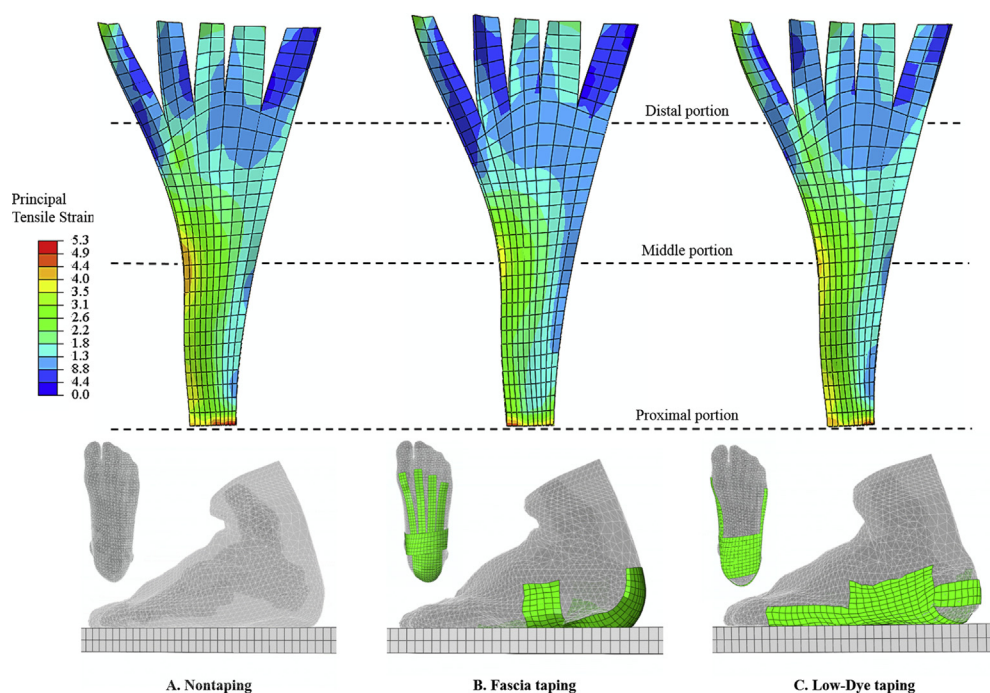 Distal portion
Principal
Tensile Strain
5.3
4.9
4.4
4.0
3.5
3.1
2.6
2.2
1.8
1.3
8.8
4.4
0.0
Middle portion
Proximal portion
A. Nontaping
B. Fascia taping
C. Low-Dye taping